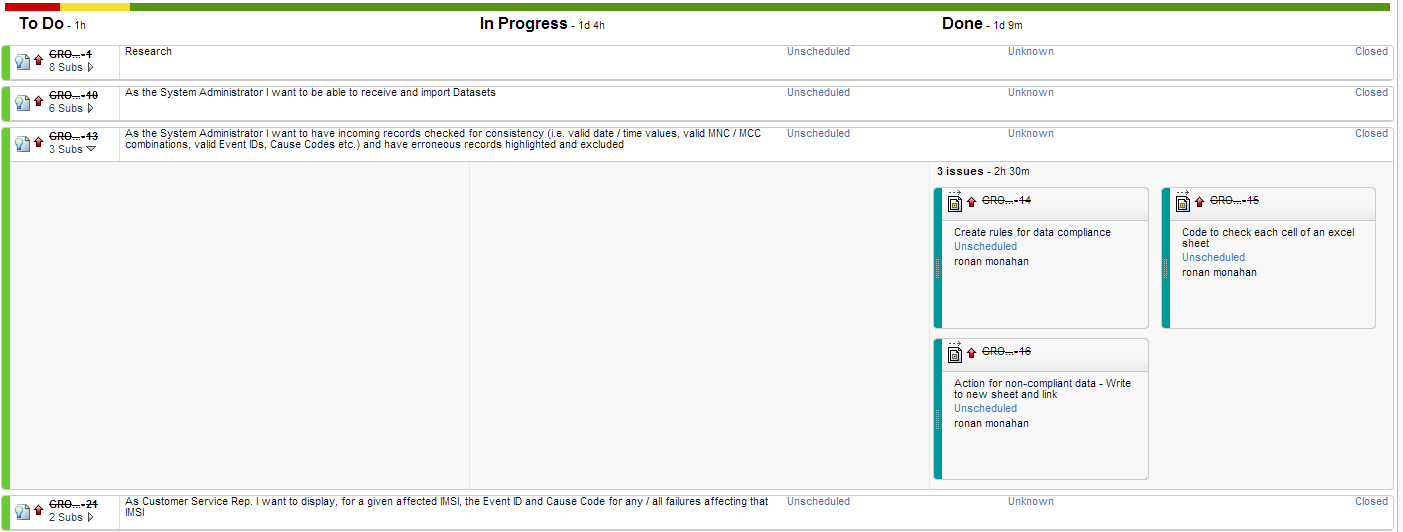 To Do - 1h
In Progress - 1d 4h
Done - 1d 9m
GRO...-1
8 Subs
Research
Unscheduled
Unknown
Closed
GRO...-10
6 Subs
As the System Administrator I want to be able to receive and import Datasets
Unscheduled
Unknown
Closed
GRO...-13
3 Subs
As the System Administrator I want to have incoming records checked for consistency (i.e. valid date / time values, valid MNC / MCC
combinations, valid Event IDs, Cause Codes etc.) and have erroneous records highlighted and excluded
Unscheduled
Unknown
Closed
3 issues - 2h 30m
GRO...-14
Create rules for data compliance
Unscheduled
ronan monahan
GRO...-15
Code to check each cell of an excel
sheet
Unscheduled
ronan monahan
GRO...-16
Action for non-compliant data - Write
to new sheet and link
Unscheduled
ronan monahan
GRO...-21
2 Subs
As Customer Service Rep. I want to display, for a given affected IMSI, the Event ID and Cause Code for any / all failures affecting that
IMSI
Unscheduled
Unknown
Closed